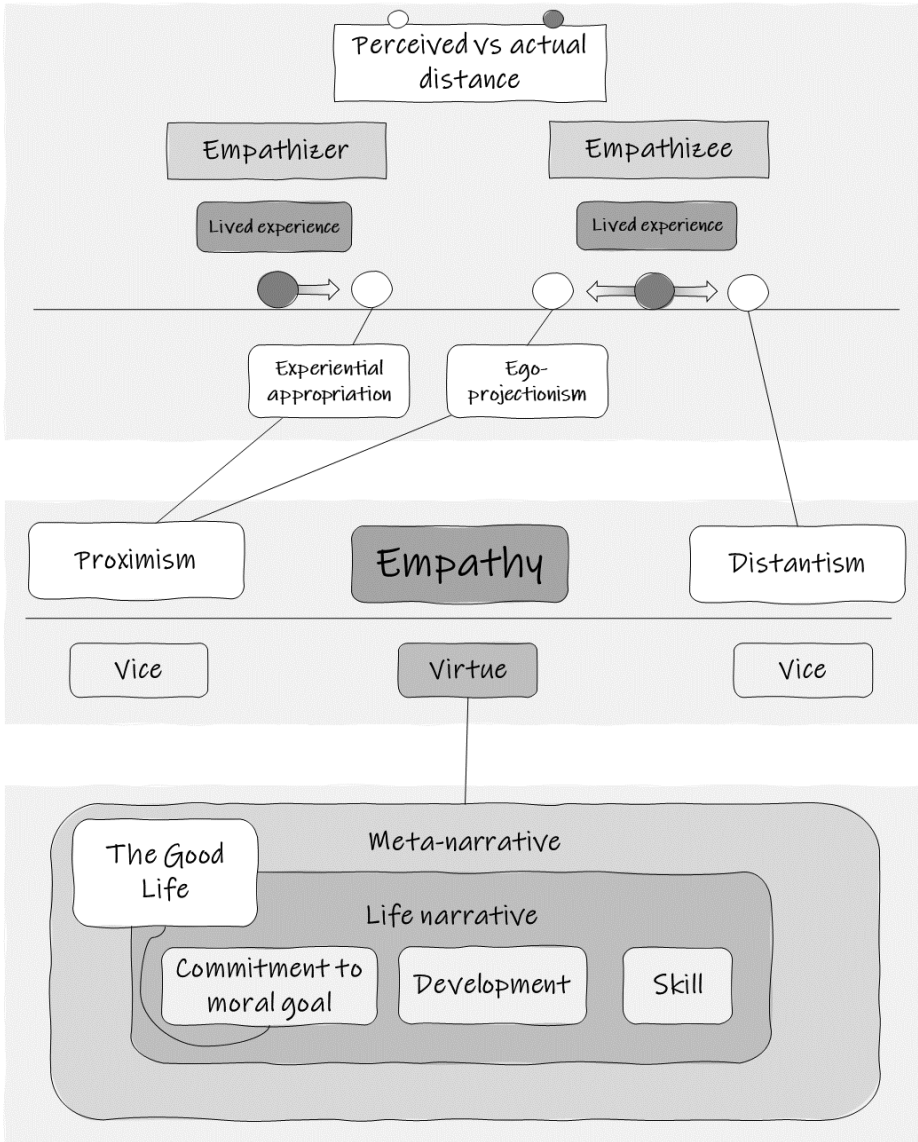 Perceived vs actual
distance
Empathizer
Empathizee
Lived experience
Lived experience
Experiential
appropriation
Ego-
projectionism
Proximism
Empathy
Distantism
Vice
Virtue
Vice
Meta-narrative
The Good
Life
Life narrative
Commitment to
moral goal
Development
Skill